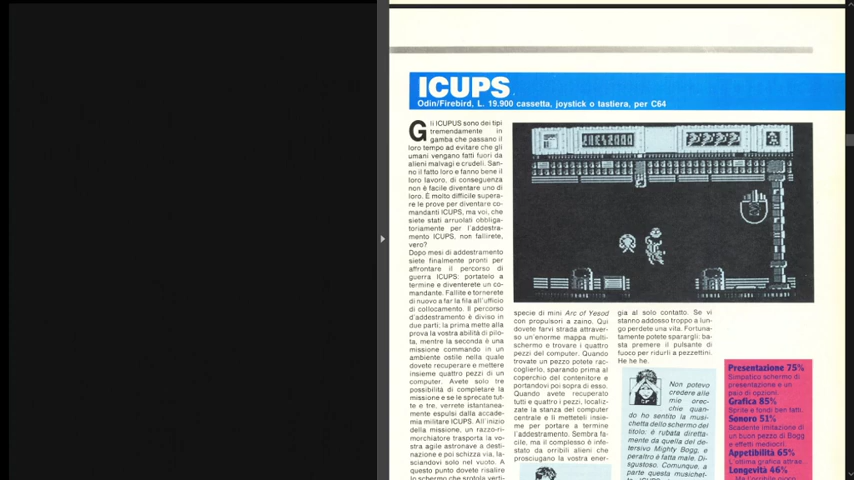 ICUPS
Odin/Firebird, L. 19.900 cassetta, joystick o tastiera, per C64
Gli ICUPUS sono dei tipi
tremendamente in
gamba che passano il
loro tempo ad evitare che gli
umani vengano fatti fuori da
alieni malvagi e crudeli. San-
no il fatto loro e fanno bene il
loro lavoro, di conseguenza
non è facile diventare uno di
loro. È molto difficile supera-
re le prove per diventare co-
mandanti ICUPS, ma voi, che
siete stati arruolati obbliga-
toriamente per l'addestra-
mento ICUPS, non fallirete,
vero?
Dopo mesi di addestramento
siete finalmente pronti per
affrontare il percorso di
guerra ICUPS: portatelo a
termine e diventerete un co-
mandante. Fallite e tornerete
di nuovo a far la fila all'ufficio
di collocamento. Il percorso
d'addestramento è diviso in
due parti: la prima mette alla
prova la vostra abilità di pilo-
ta, mentre la seconda è una
missione commando in un
ambiente ostile nella quale
dovete recuperare e mettere
insieme quattro pezzi di un
computer. Avete solo tre
possibilità di completare la
missione e se le sprecate tut-
te e tre, verrete istantanea-
mente espulsi dalla accade-
mia militare ICUPS. All'inizio
della missione, un razzo-ri-
morchiatore trasporta la vo-
stra agile astronave a desti-
nazione e poi schizza via, la-
sciandovi solo nel vuoto. A
questo punto dovete risalire
lo schermo che srotola verti-
specie di mini Arc of Yesod
con propulsori a zaino. Qui
dovete farvi strada attraver-
so un'enorme mappa multi-
schermo e trovare i quattro
pezzi del computer. Quando
trovate un pezzo potete rac-
coglierlo, sparando prima al
coperchio del contenitore e
portandovi poi sopra di esso.
Quando avete recuperato
tutti e quattro i pezzi, localiz-
zate la stanza del computer
centrale e li metteteli insie-
me per portare a termine
l'addestramento. Sembra fa-
cile, ma il complesso è infe-
stato da orribili alieni che
prosciugano la vostra ener-
gia al solo contatto. Se vi
stanno addosso troppo a lun-
go perdete una vita. Fortuna-
tamente potete spararegli: ba-
sta premere il pulsante di
fuoco per ridurli a pezzettini.
He he he.
Non potevo
credere alle
mie orec-
chie quan-
do ho sentito la musi-
chetta dello schermo del
titolo: è rubata diretta-
mente da quella del de-
tersivo Mighty Bogg, e
peraltro è fatta male. Di-
sgustoso. Comunque, a
parte questa musichet-
Presentazione 75%
Simpatico schermo di
presentazione e un
paio di opzioni.
Grafica 85%
Sprite e fondi ben fatti.
Sonoro 51%
Scadente imitazione di
un buon pezzo di Bogg
e effetti mediocri.
Appetibilità 65%
L'ottima grafica attrae...
Longevità 46%